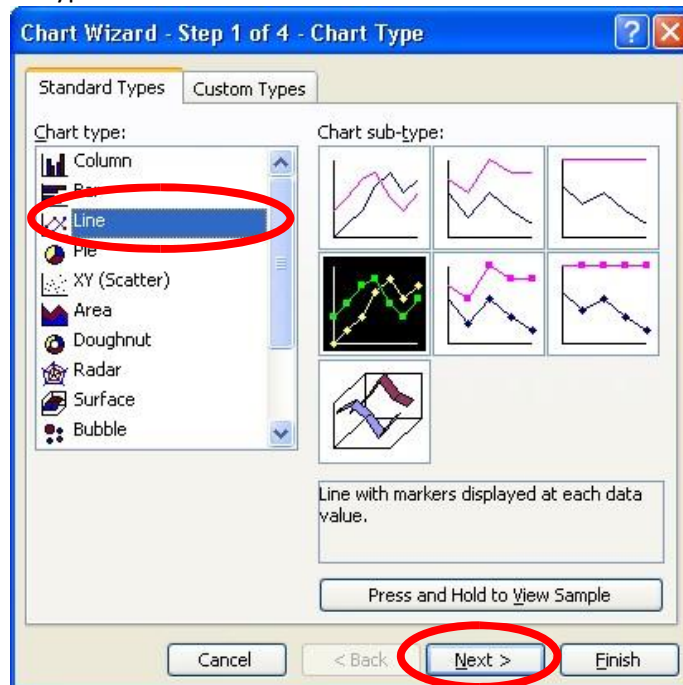 Chart Wizard - Step 1 of 4 - Chart Type
Standard Types
Custom Types
Chart type:
Chart sub-type:
Column
Line
Pie
XY (Scatter)
Area
Doughnut
Radar
Surface
Bubble
Line with markers displayed at each data
value.
Press and Hold to View Sample
Cancel
< Back
Next >
Finish